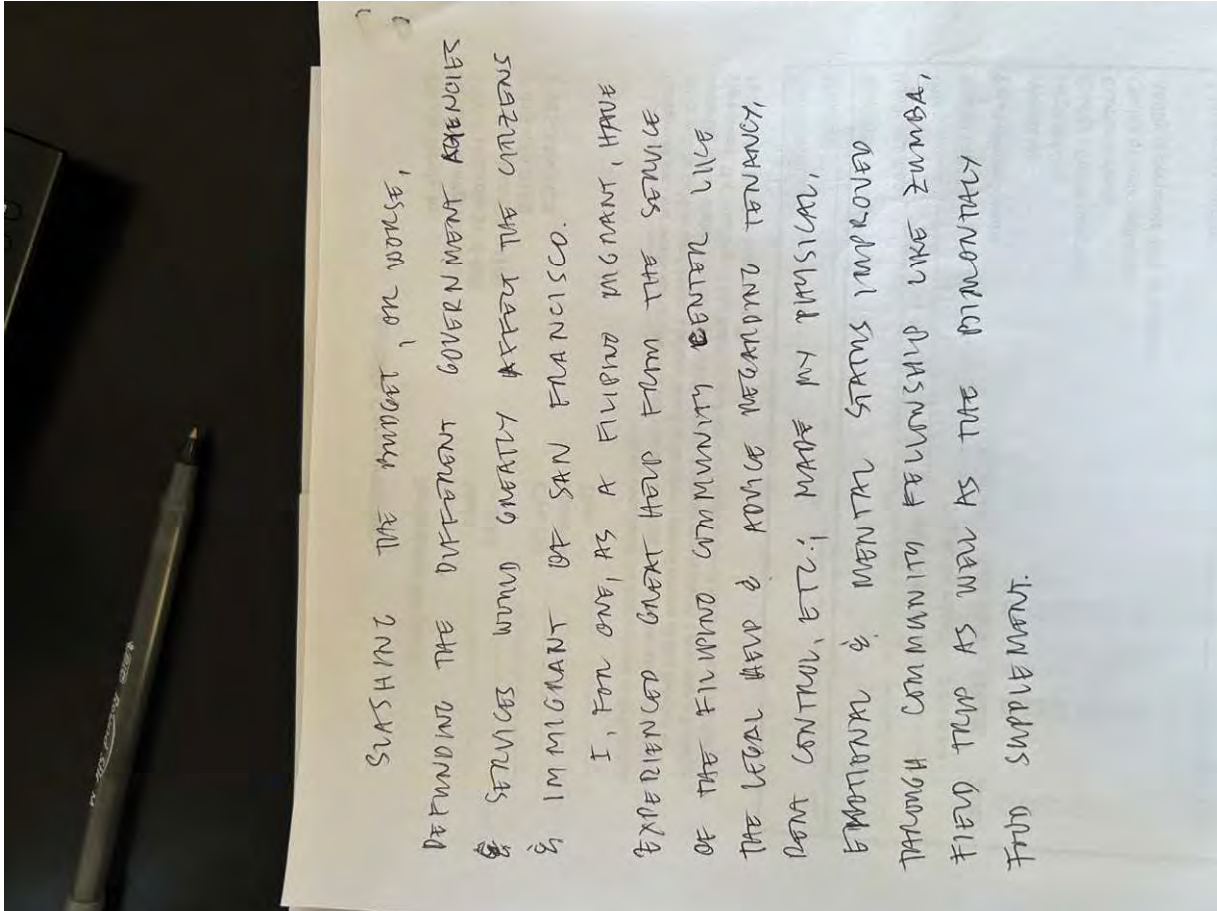 SLASHING THE BUDGET, OR WORSE,
DEFUNDING THE DIFFERENT GOVERNMENT AGENCIES
& SERVICES WOULD GREATLY AFFECT THE CITIZENS
& IMMIGRANT OF SAN FRANCISCO.
I, FOR ONE, AS A FILIPINO MIGRANT, HAVE
EXPERIENCED GREAT HELP FROM THE SERVICE
OF THE FILIPINO COMMUNITY CENTER LIKE
THE LEGAL HELP & ADVICE REGARDING TENANCY,
RENT CONTROL, ETC! MADE MY PHYSICAL,
EMOTIONAL & MENTAL STATUS IMPROVED
THROUGH COMMUNITY FELLOWSHIP LIKE ZUMBA,
FIELD TRIP AS WELL AS THE BIMONTHLY
FOOD SUPPLEMENT.